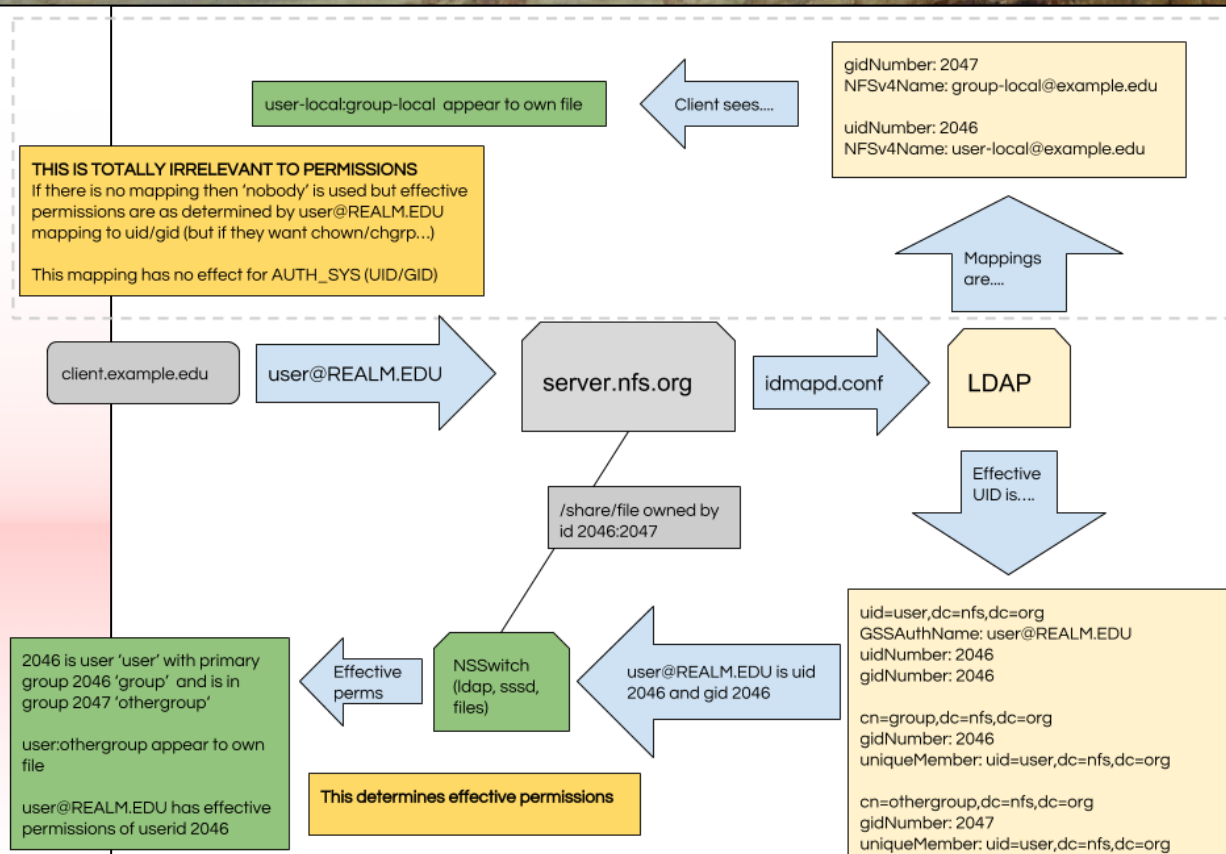 gidNumber: 2047
NFSv4Name: group-local@example.edu
uidNumber: 2046
NFSv4Name: user-local@example.edu
Client sees....
user-local:group-local  appear to own file
THIS IS TOTALLY IRRELEVANT TO PERMISSIONS
If there is no mapping then ‘nobody’ is used but effective
permissions are as determined by user@REALM.EDU
mapping to uid/gid (but if they want chown/chgrp...)
This mapping has no effect for AUTH_SYS (UID/GID)
Mappings
are....
client.example.edu
user@REALM.EDU
server.nfs.org
idmapd.conf
LDAP
Effective
UID is....
/share/file owned by
id 2046:2047
uid=user,dc=nfs,dc=org
GSSAuthName: user@REALM.EDU
uidNumber: 2046
gidNumber: 2046
cn=group,dc=nfs,dc=org
gidNumber: 2046
uniqueMember: uid=user,dc=nfs,dc=org
cn=othergroup,dc=nfs,dc=org
gidNumber: 2047
uniqueMember: uid=user,dc=nfs,dc=org
user@REALM.EDU is uid
2046 and gid 2046
NSSwitch
(ldap, sssd,
files)
Effective
perms
2046 is user ‘user’ with primary
group 2046 ‘group’  and is in
group 2047 ‘othergroup’
user:othergroup appear to own
file
user@REALM.EDU has effective
permissions of userid 2046
This determines effective permissions